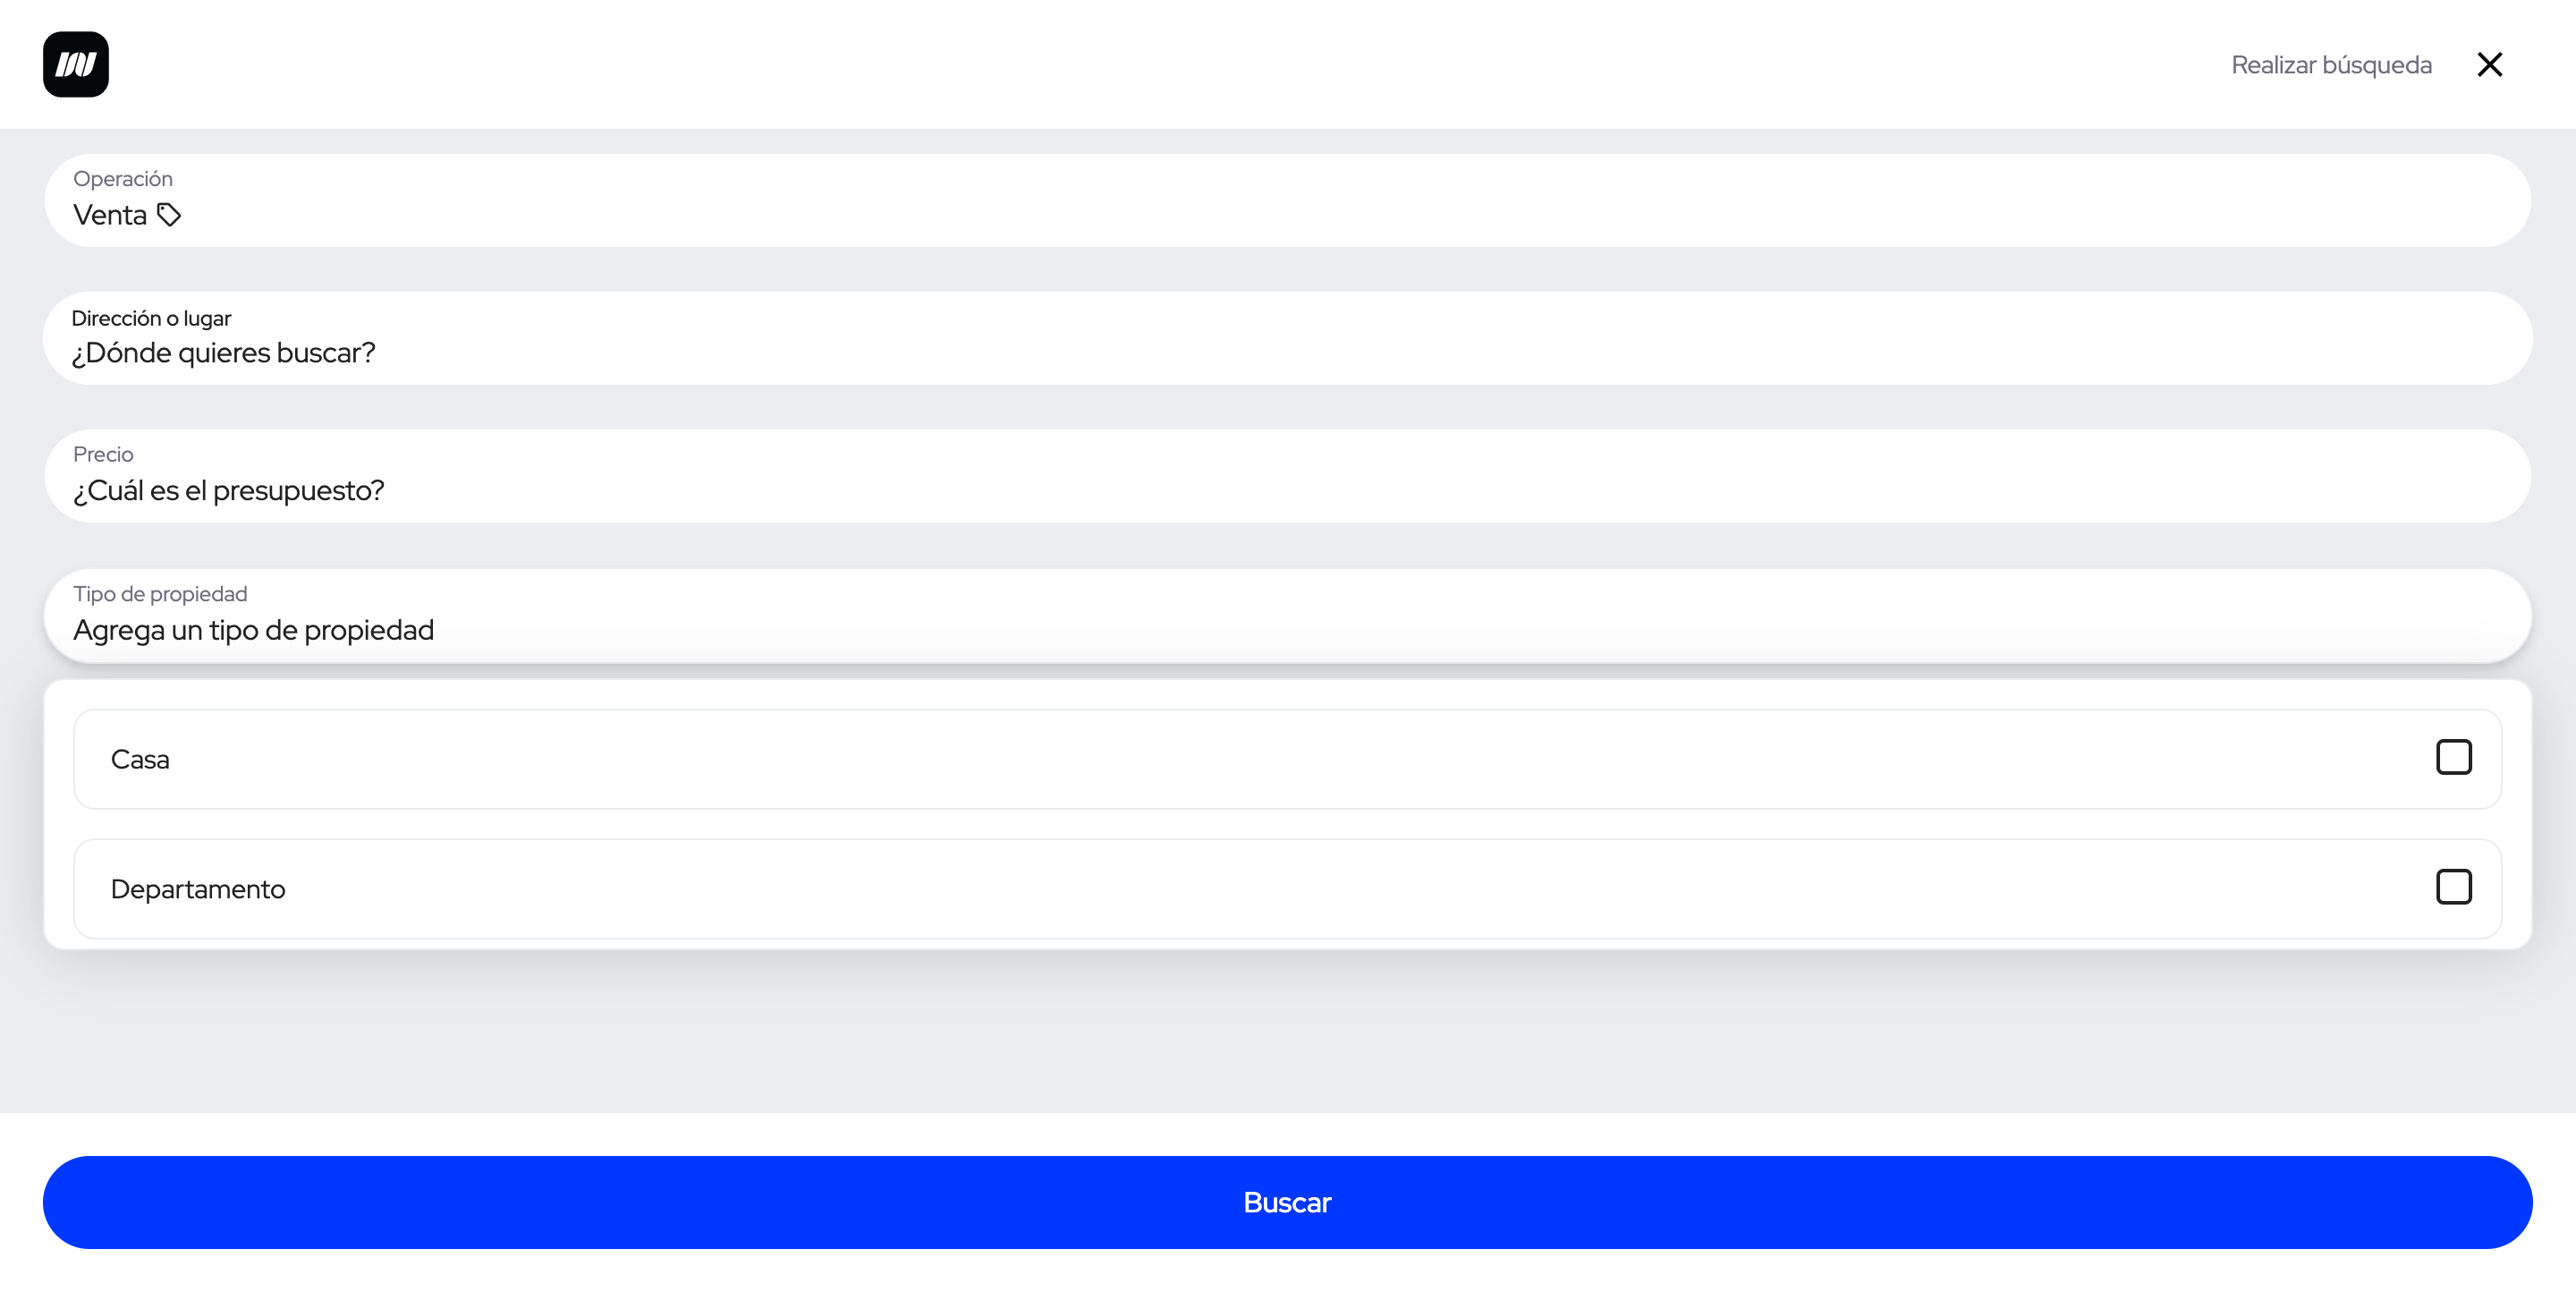 Realizar búsqueda
Operación
Venta
Dirección o lugar
¿Dónde quieres buscar?
Precio
¿Cuál es el presupuesto?
Tipo de propiedad
Agrega un tipo de propiedad
Casa
Departamento
Buscar